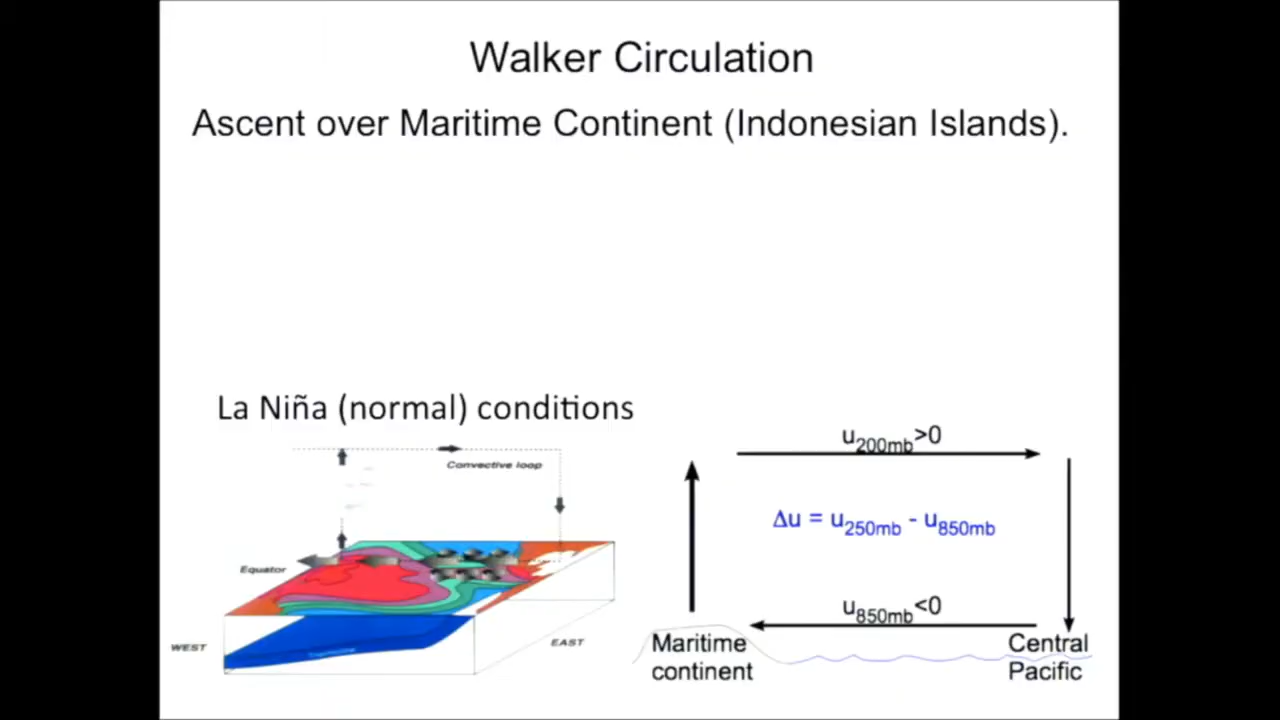 Walker Circulation
Ascent over Maritime Continent (Indonesian Islands).
La Niña (normal) conditions
Convective loop
Equator
WEST
EAST
u200mb>0
Δu = u250mb - u850mb
u850mb<0
Maritime
continent
Central
Pacific